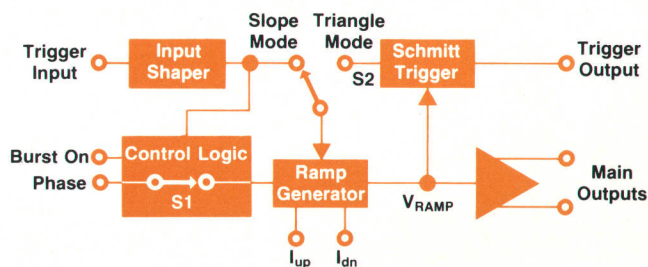 Slope
Mode
Triangle
Mode
Trigger
Input
Input
Shaper
S2
Schmitt
Trigger
Trigger
Output
Burst On
Phase
Control Logic
S1
Ramp
Generator
VRAMP
Main
Outputs
Iup
Idn